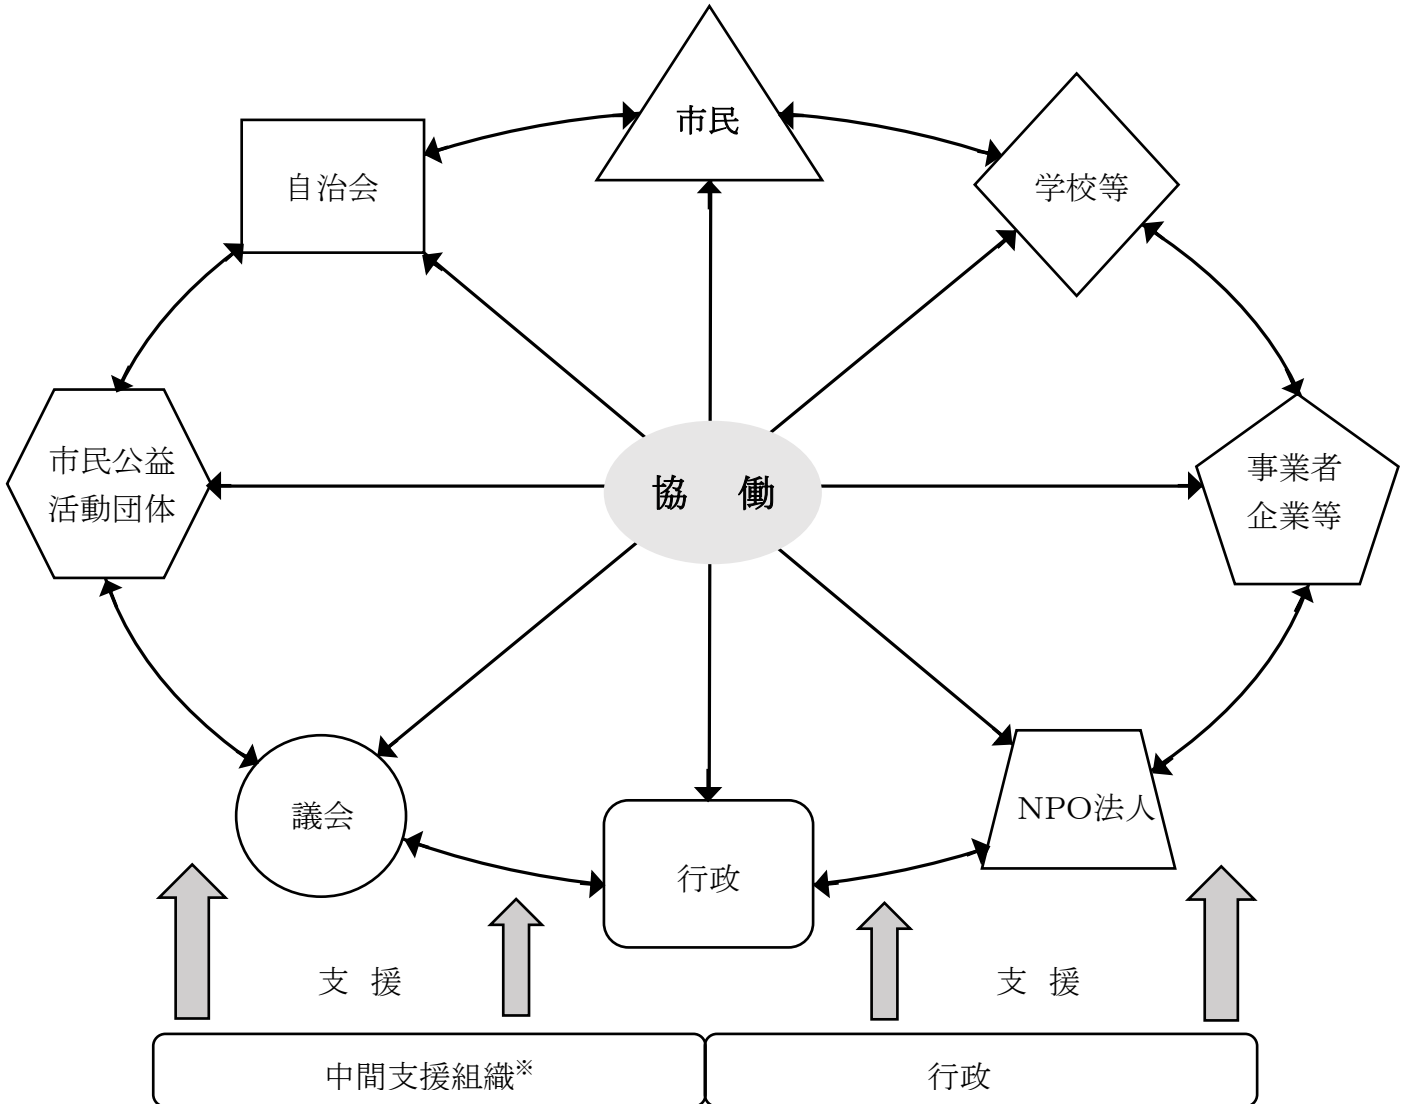 市民
自治会
学校等
市民公益
活動団体
協　働
事業者
企業等
議会
行政
NPO法人
支 援
支 援
中間支援組織※
行政